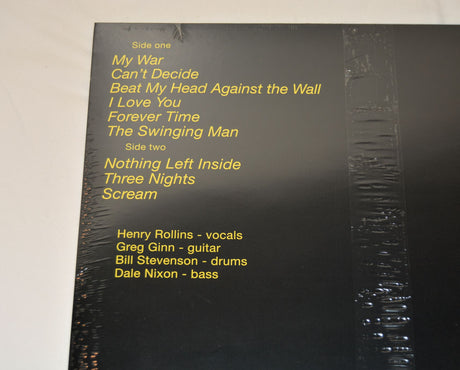 Side one
My War
Can't Decide
Beat My Head Against the Wall
I Love You
Forever Time
The Swinging Man
Side two
Nothing Left Inside
Three Nights
Scream
Henry Rollins - vocals
Greg Ginn - guitar
Bill Stevenson - drums
Dale Nixon - bass